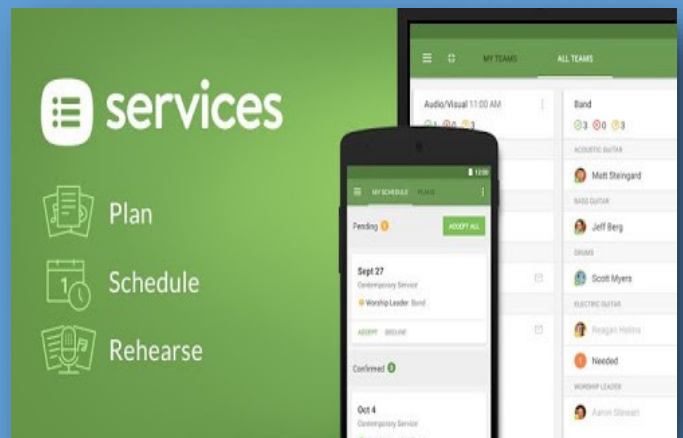 services
Plan
Schedule
Rehearse
MY TEAMS
ALL TEAMS
Audio/Visual 11:00 AM
Band
3 0 3
ACOUSTIC GUITAR
Matt Steingard
BASS GUITAR
Jeff Berg
DRUMS
Scott Myers
ELECTRIC GUITAR
Reagan Helms
Needed
WORSHIP LEADER
Aaron Stewart
12:00
MY SCHEDULE
PLANS
Pending 1
ACCEPT ALL
Sept 27
Contemporary Service
Worship Leader Band
ACCEPT DECLINE
Confirmed
Oct 4
Contemporary Service